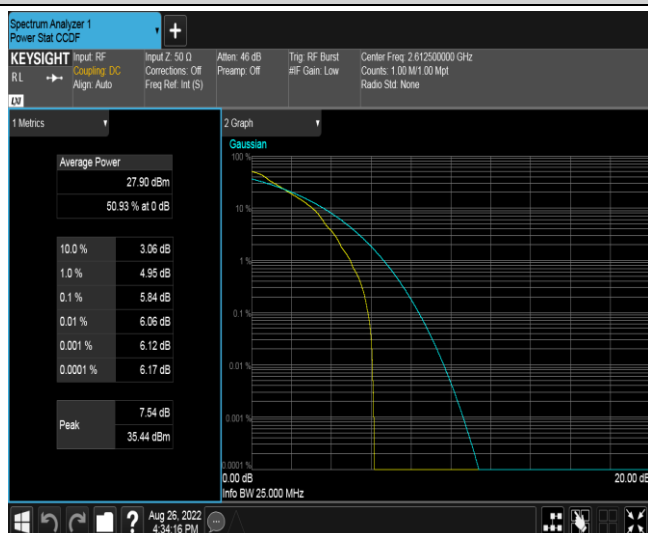 Spectrum Analyzer 1
Power Stat CCDF
+
KEYSIGHT
RL
LXI
Input: RF
Coupling: DC
Align: Auto
Input Z: 50 Ω
Corrections: Off
Freq Ref: Int (S)
Atten: 46 dB
Preamp: Off
Trig: RF Burst
#IF Gain: Low
Center Freq: 2.612500000 GHz
Counts: 1.00 M/1.00 Mpt
Radio Std: None
1 Metrics
Average Power
27.90 dBm
50.93 % at 0 dB
10.0 % 3.06 dB
1.0 % 4.95 dB
0.1 % 5.84 dB
0.01 % 6.06 dB
0.001 % 6.12 dB
0.0001 % 6.17 dB
Peak
7.54 dB
35.44 dBm
2 Graph
Gaussian
100 %
10 %
1 %
0.1 %
0.01 %
0.001 %
0.0001 %
0.00 dB
20.00 dB
Info BW 25.000 MHz
?
Aug 26, 2022
4:34:16 PM